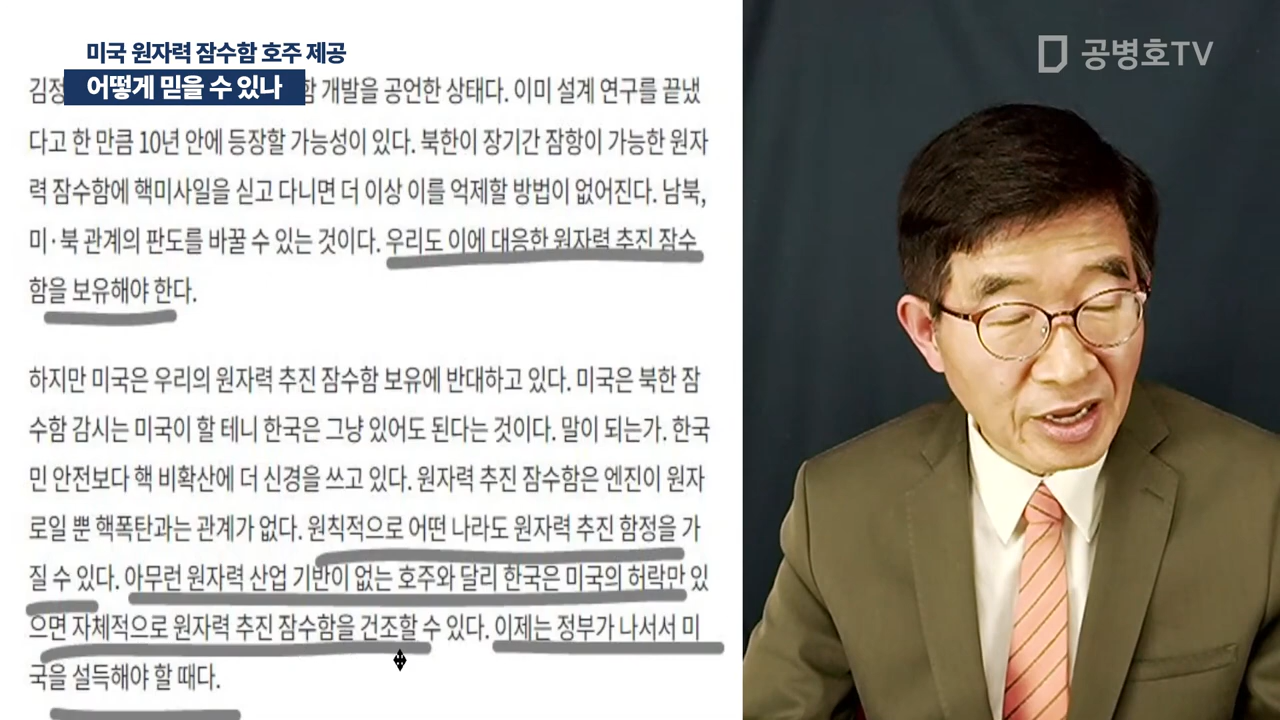 미국 원자력 잠수함 호주 제공
어떻게 믿을 수 있나
공병호TV
김정 함 개발을 공언한 상태다. 이미 설계 연구를 끝냈
다고 한 만큼 10년 안에 등장할 가능성이 있다. 북한이 장기간 잠항이 가능한 원자
력 잠수함에 핵미사일을 싣고 다니면 더 이상 이를 억제할 방법이 없어진다. 남북,
미·북 관계의 판도를 바꿀 수 있는 것이다. 우리도 이에 대응한 원자력 추진 잠수
함을 보유해야 한다.
하지만 미국은 우리의 원자력 추진 잠수함 보유에 반대하고 있다. 미국은 북한 잠
수함 감시는 미국이 할 테니 한국은 그냥 있어도 된다는 것이다. 말이 되는가. 한국
민 안전보다 핵 비확산에 더 신경을 쓰고 있다. 원자력 추진 잠수함은 엔진이 원자
로일 뿐 핵폭탄과는 관계가 없다. 원칙적으로 어떤 나라도 원자력 추진 함정을 가
질 수 있다. 아무런 원자력 산업 기반이 없는 호주와 달리 한국은 미국의 허락만 있
으면 자체적으로 원자력 추진 잠수함을 건조할 수 있다. 이제는 정부가 나서서 미
국을 설득해야 할 때다.